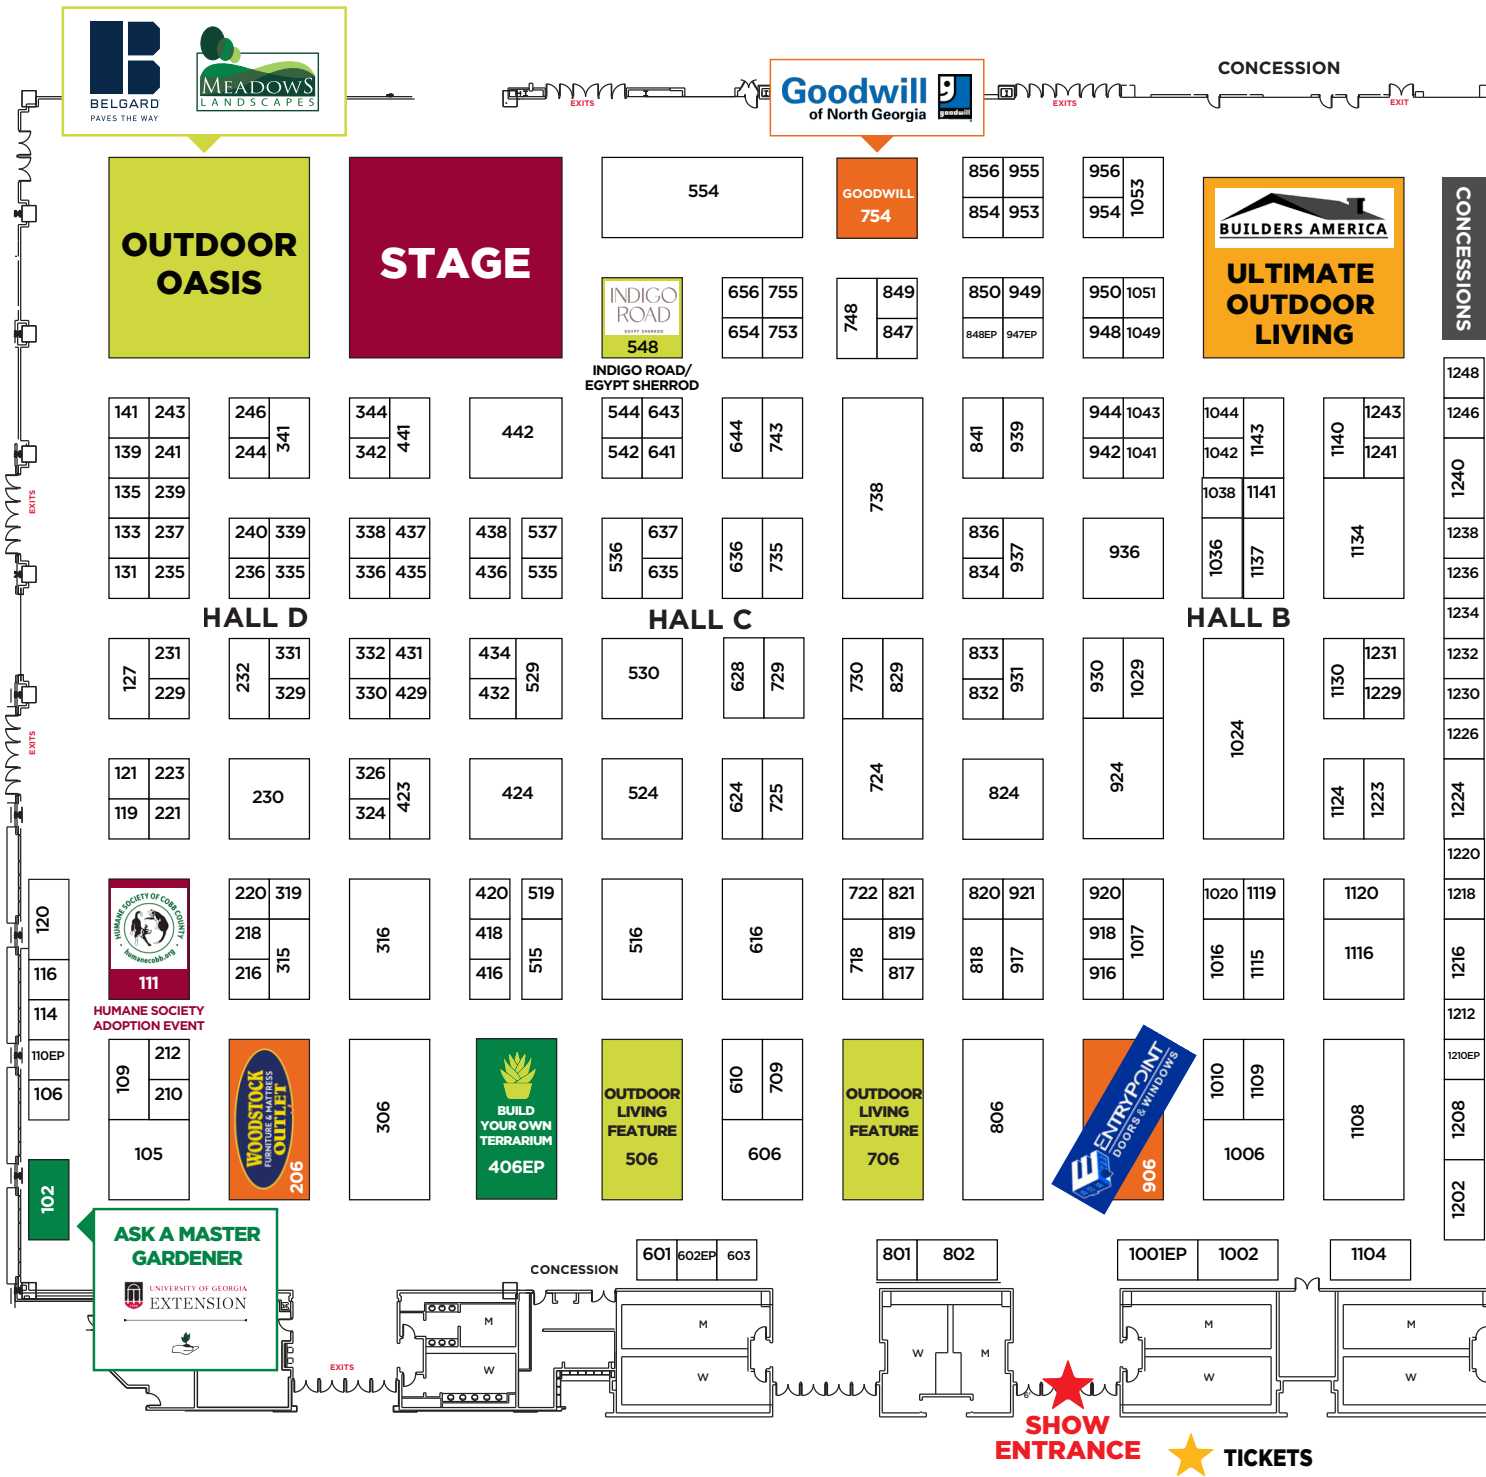 BELGARD
PAVES THE WAY
MEADOWS
LANDSCAPES
EXITS
Goodwill
of North Georgia
goodwill
EXITS
CONCESSION
EXIT
OUTDOOR
OASIS
STAGE
554
GOODWILL
754
856 955
854 953
956
954
1053
BUILDERS AMERICA
ULTIMATE
OUTDOOR
LIVING
CONCESSIONS
INDIGO
ROAD
EGYPT SHERROD
548
INDIGO ROAD/
EGYPT SHERROD
656 755
654 753
748
849
847
850 949
848EP 947EP
950 1051
948 1049
1248
141 243
139 241
135 239
133 237
131 235
246
244
341
344
342
441
442
544 643
542 641
644
743
738
841
939
944 1043
942 1041
1044
1042
1143
1140
1243
1241
1246
1240
EXITS
240 339
236 335
338 437
336 435
438 537
436 535
536
637
635
636
735
836
834
937
936
1038 1141
1036
1137
1134
1238
1236
HALL D
HALL C
HALL B
1234
127
231
229
232
331
329
332 431
330 429
434
432
529
530
628
729
730
829
833
832
931
930
1029
1024
1130
1231
1229
1232
1230
EXITS
1226
121 223
119 221
230
326
324
423
424
524
624
725
724
824
924
1124
1223
1224
1220
120
116
114
110EP
106
HUMANE SOCIETY OF COBB COUNTY
humanecobb.org
111
HUMANE SOCIETY
ADOPTION EVENT
220 319
218
216
315
316
420 519
418
416
515
516
616
722 821
718
819
817
820 921
818
917
920
918
916
1017
1020 1119
1016
1115
1120
1116
1218
1216
1212
109
212
210
105
WOODSTOCK
FURNITURE & MATTRESS
OUTLET
206
306
BUILD
YOUR OWN
TERRARIUM
406EP
OUTDOOR
LIVING
FEATURE
506
610
709
606
OUTDOOR
LIVING
FEATURE
706
806
ENTRYPOINT
DOORS & WINDOWS
906
1010
1109
1006
1108
1210EP
1208
1202
102
ASK A MASTER
GARDENER
UNIVERSITY OF GEORGIA
EXTENSION
CONCESSION
601 602EP 603
801 802
1001EP 1002
1104
M
W
M
W
W
M
M
W
M
W
EXITS
SHOW
ENTRANCE
TICKETS